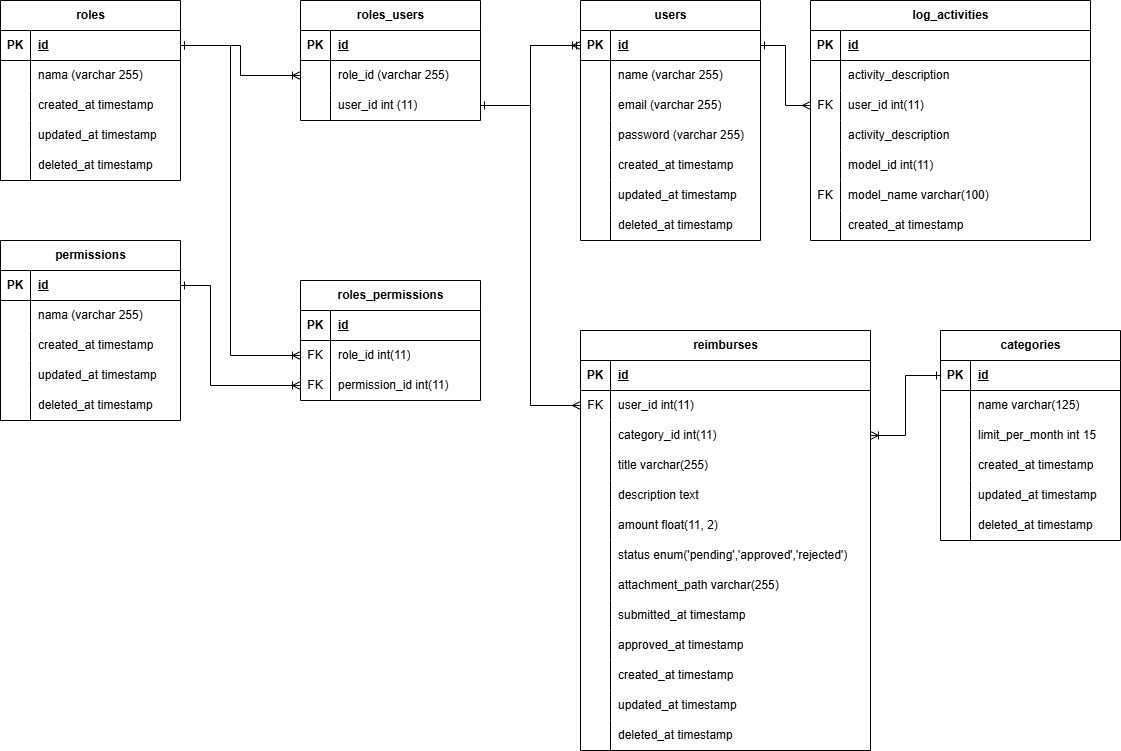 roles
PK id
nama (varchar 255)
created_at timestamp
updated_at timestamp
deleted_at timestamp
roles_users
PK id
role_id (varchar 255)
user_id int (11)
users
PK id
name (varchar 255)
email (varchar 255)
password (varchar 255)
created_at timestamp
updated_at timestamp
deleted_at timestamp
log_activities
PK id
activity_description
FK user_id int(11)
activity_description
model_id int(11)
FK model_name varchar(100)
created_at timestamp
permissions
PK id
nama (varchar 255)
created_at timestamp
updated_at timestamp
deleted_at timestamp
roles_permissions
PK id
FK role_id int(11)
FK permission_id int(11)
reimburses
PK id
FK user_id int(11)
category_id int(11)
title varchar(255)
description text
amount float(11, 2)
status enum('pending','approved','rejected')
attachment_path varchar(255)
submitted_at timestamp
approved_at timestamp
created_at timestamp
updated_at timestamp
deleted_at timestamp
categories
PK id
name varchar(125)
limit_per_month int 15
created_at timestamp
updated_at timestamp
deleted_at timestamp